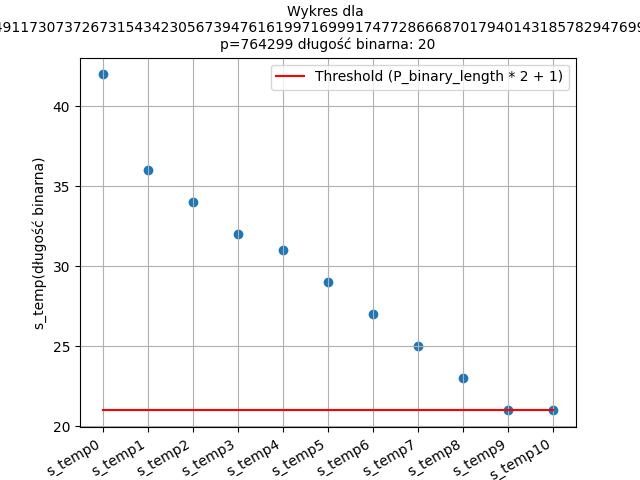 Wykres dla
p=764299 długość binarna: 20
Threshold (P_binary_length * 2 + 1)
s_temp(długość binarna)
40
35
30
25
20
s_temp0
s_temp1
s_temp2
s_temp3
s_temp4
s_temp5
s_temp6
s_temp7
s_temp8
s_temp9
s_temp10